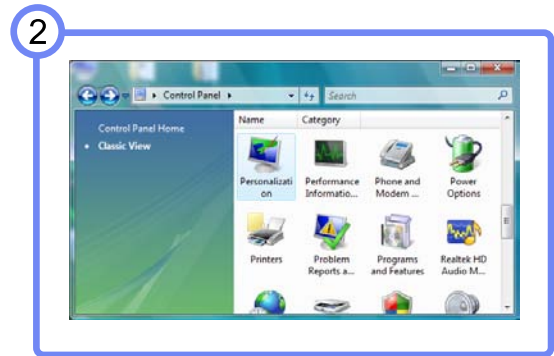 2
Control Panel
Search
Control Panel Home
Classic View
Name Category
Personalizati
on
Performance
Informatio...
Phone and
Modem ...
Power
Options
Printers
Problem
Reports a...
Programs
and Features
Realtek HD
Audio M...